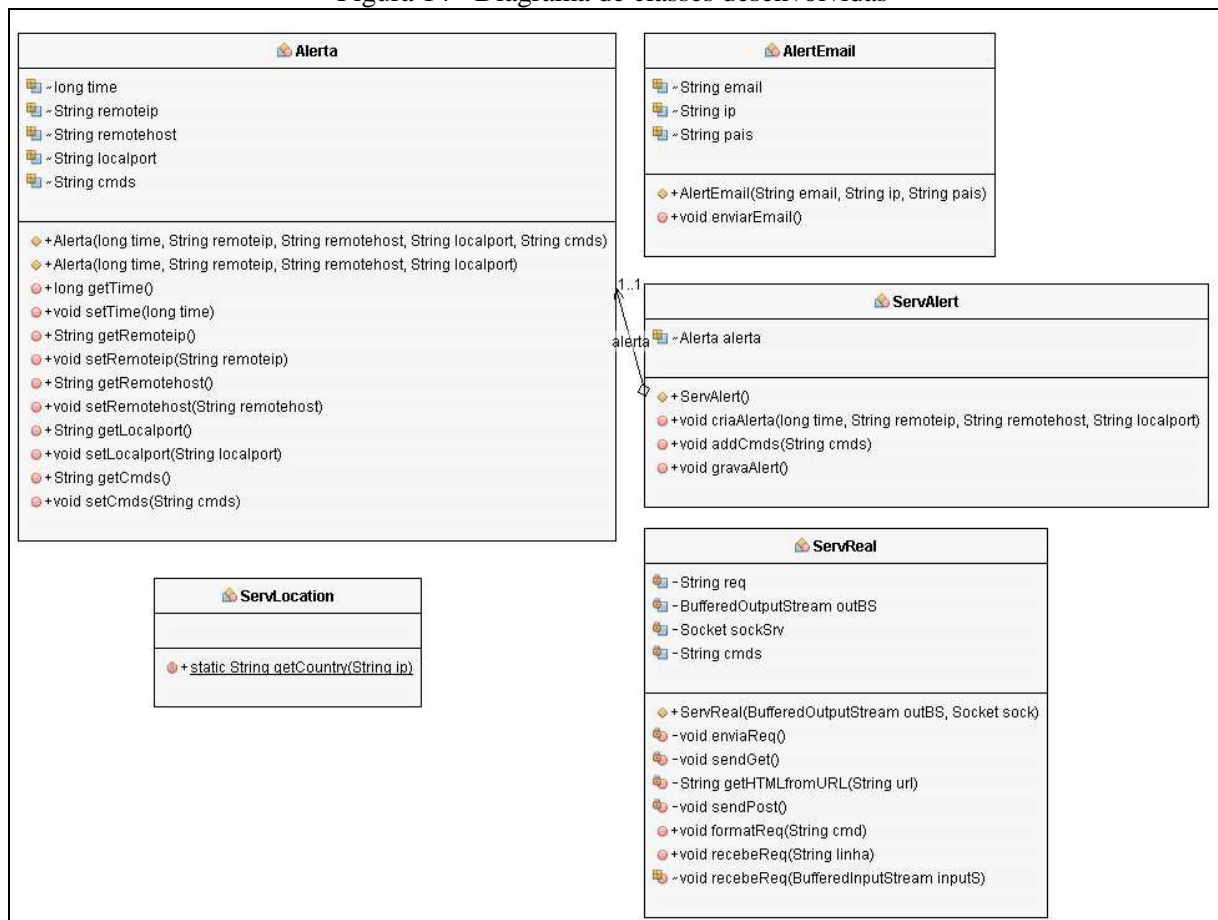 Alerta
~long time
~String remoteip
~String remotehost
~String localport
~String cmds
+Alerta(long time, String remoteip, String remotehost, String localport, String cmds)
+Alerta(long time, String remoteip, String remotehost, String localport)
+long getTime()
+void setTime(long time)
+String getRemoteip()
+void setRemoteip(String remoteip)
+String getRemotehost()
+void setRemotehost(String remotehost)
+String getLocalport()
+void setLocalport(String localport)
+String getCmds()
+void setCmds(String cmds)
AlertEmail
~String email
~String ip
~String pais
+AlertEmail(String email, String ip, String pais)
+void enviarEmail()
1..1
alerta
ServAlert
~Alerta alerta
+ServAlert()
+void criaAlerta(long time, String remoteip, String remotehost, String localport)
+void addCmds(String cmds)
+void gravaAlert()
ServLocation
+static String getCountry(String ip)
ServReal
-String req
-BufferedOutputStream outBS
-Socket sockSrv
-String cmds
+ServReal(BufferedOutputStream outBS, Socket sock)
-void enviaReq()
-void sendGet()
-String getHTMLfromURL(String url)
-void sendPost()
+void formatReq(String cmd)
+void recebeReq(String linha)
~void recebeReq(BufferedInputStream inputS)